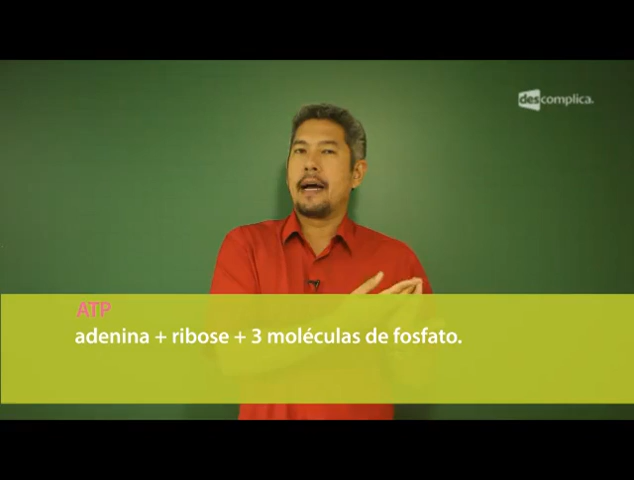 descomplica.
ATP
adenina + ribose + 3 moléculas de fosfato.